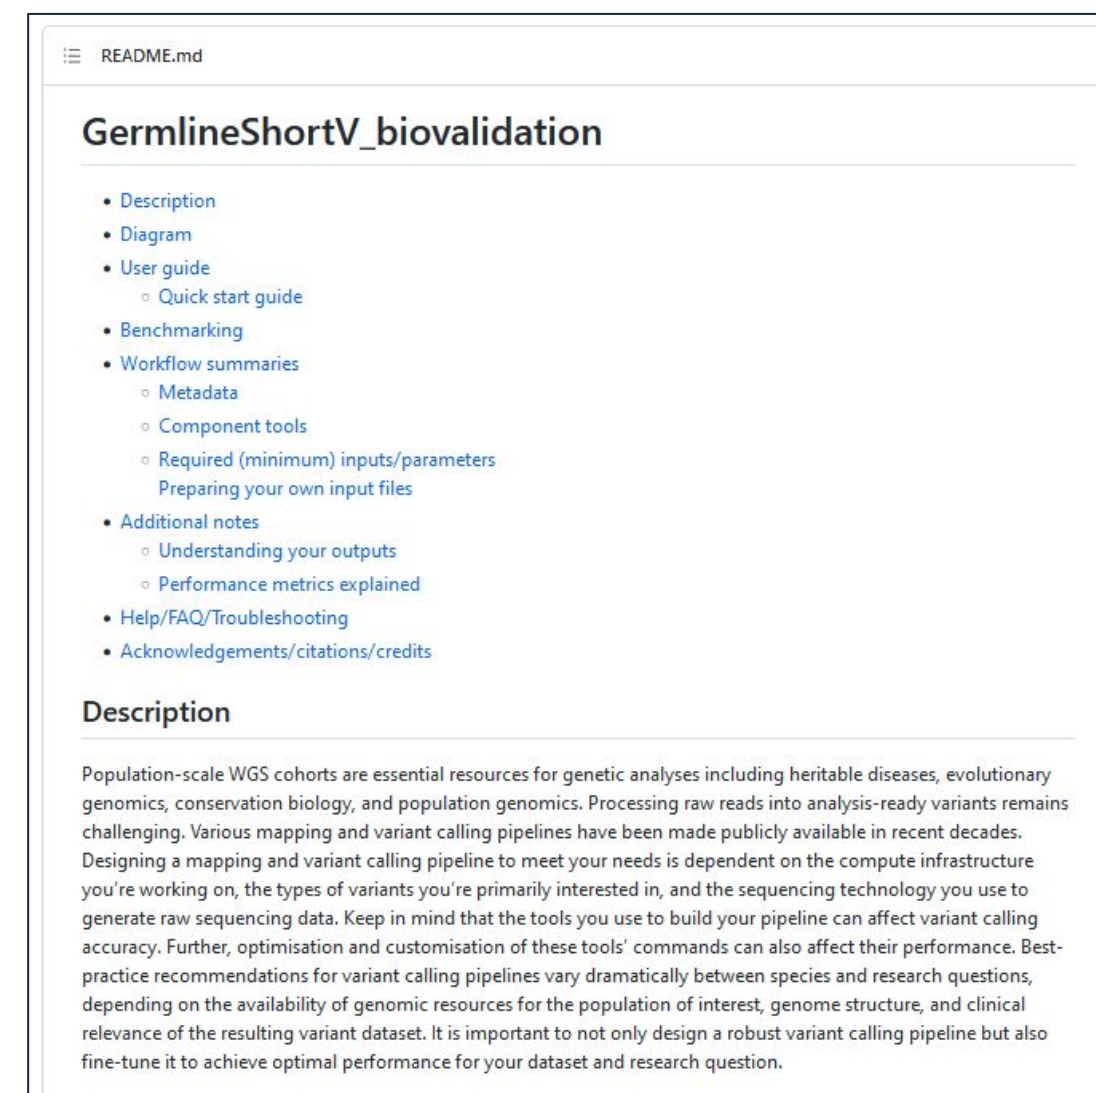 README.md
GermlineShortV_biovalidation
• Description
• Diagram
• User guide
◦ Quick start guide
• Benchmarking
• Workflow summaries
◦ Metadata
◦ Component tools
◦ Required (minimum) inputs/parameters
Preparing your own input files
• Additional notes
◦ Understanding your outputs
◦ Performance metrics explained
• Help/FAQ/Troubleshooting
• Acknowledgements/citations/credits
Description
Population-scale WGS cohorts are essential resources for genetic analyses including heritable diseases, evolutionary
genomics, conservation biology, and population genomics. Processing raw reads into analysis-ready variants remains
challenging. Various mapping and variant calling pipelines have been made publicly available in recent decades.
Designing a mapping and variant calling pipeline to meet your needs is dependent on the compute infrastructure
you're working on, the types of variants you're primarily interested in, and the sequencing technology you use to
generate raw sequencing data. Keep in mind that the tools you use to build your pipeline can affect variant calling
accuracy. Further, optimisation and customisation of these tools' commands can also affect their performance. Best-
practice recommendations for variant calling pipelines vary dramatically between species and research questions,
depending on the availability of genomic resources for the population of interest, genome structure, and clinical
relevance of the resulting variant dataset. It is important to not only design a robust variant calling pipeline but also
fine-tune it to achieve optimal performance for your dataset and research question.